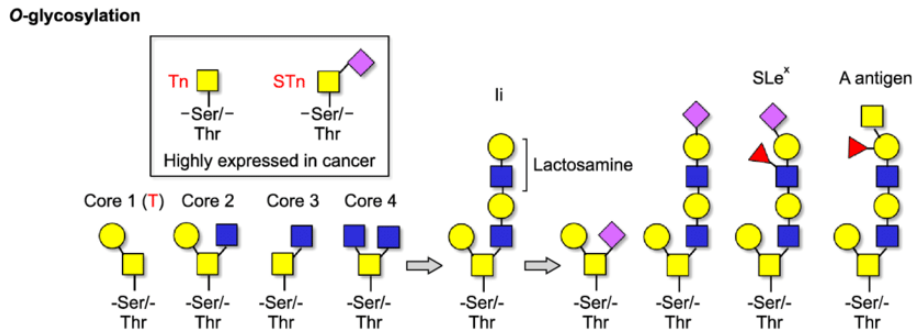 O-glycosylation
Tn
STn
–Ser/–
Thr
–Ser/–
Thr
Highly expressed in cancer
Ii
Lactosamine
SLeˣ
A antigen
Core 1 (T)
Core 2
Core 3
Core 4
-Ser/-
Thr
-Ser/-
Thr
-Ser/-
Thr
-Ser/-
Thr
-Ser/-
Thr
-Ser/-
Thr
-Ser/-
Thr
-Ser/-
Thr
-Ser/-
Thr